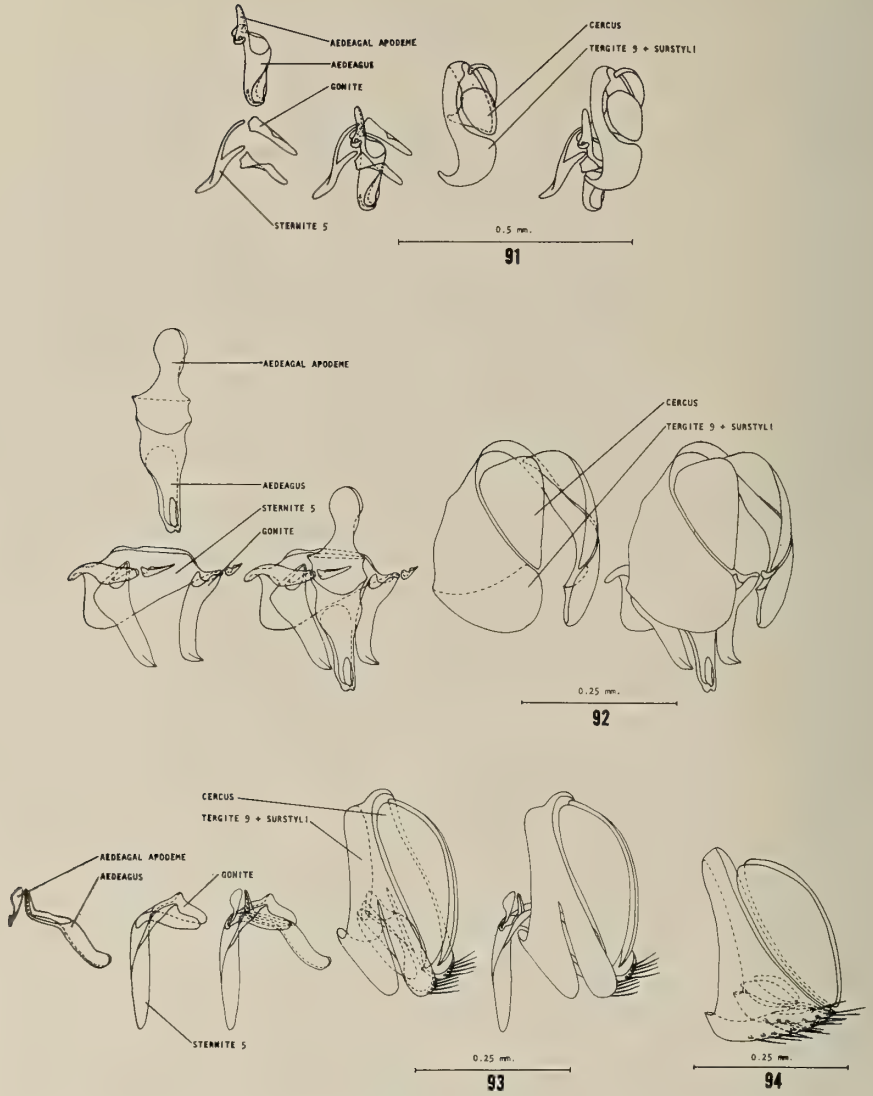 AEDEAGAL APODEME
AEDEAGUS
GONITE
STERNITE 5
CERCUS
TERGITE 9 + SURSTYLI
0.5 mm.
91
AEDEAGAL APODEME
AEDEAGUS
STERNITE 5
GONITE
CERCUS
TERGITE 9 + SURSTYLI
0.25 mm.
92
CERCUS
TERGITE 9 + SURSTYLI
AEDEAGAL APODEME
AEDEAGUS
GONITE
STERNITE 5
0.25 mm.
93
0.25 mm.
94